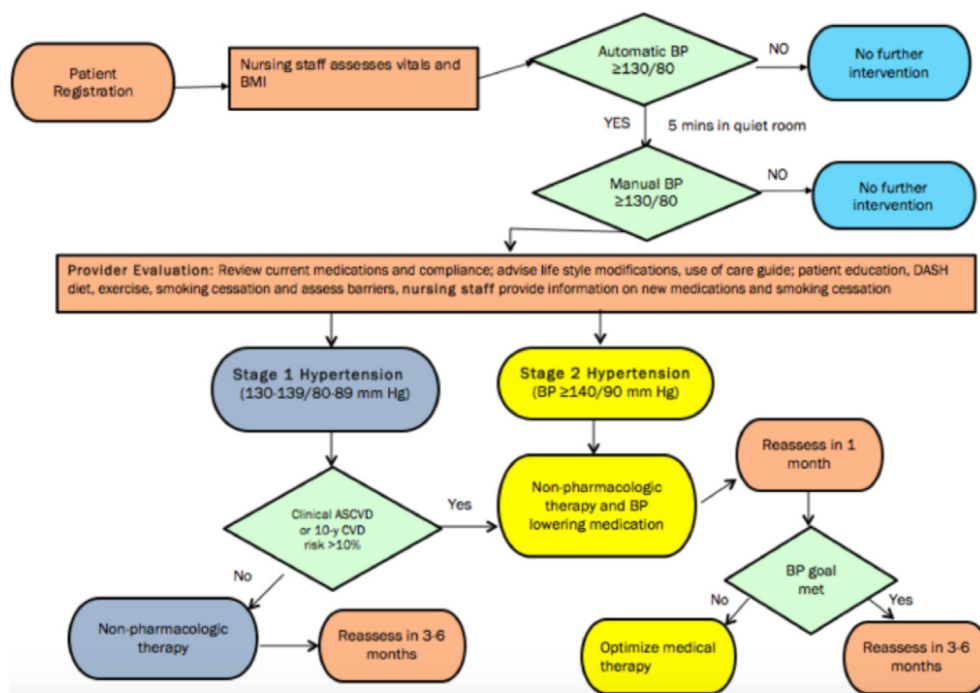 Patient
Registration
Nursing staff assesses vitals and
BMI
Automatic BP
≥130/80
NO
No further
intervention
YES
5 mins in quiet room
Manual BP
≥130/80
NO
No further
intervention
Provider Evaluation: Review current medications and compliance; advise life style modifications, use of care guide; patient education, DASH
diet, exercise, smoking cessation and assess barriers, nursing staff provide information on new medications and smoking cessation
Stage 1 Hypertension
(130-139/80-89 mm Hg)
Stage 2 Hypertension
(BP ≥140/90 mm Hg)
Clinical ASCVD
or 10-y CVD
risk >10%
Yes
Non-pharmacologic
therapy and BP
lowering medication
Reassess in 1
month
No
Non-pharmacologic
therapy
Reassess in 3-6
months
BP goal
met
No
Yes
Optimize medical
therapy
Reassess in 3-6
months